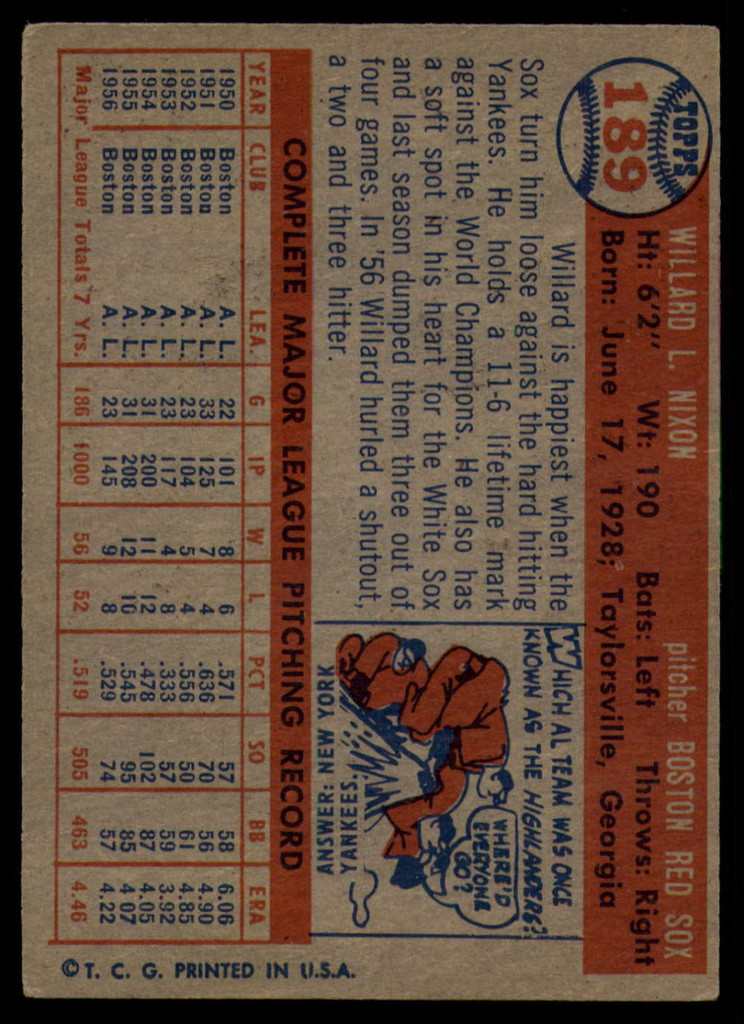 TOPPS
189
WILLARD L. NIXON pitcher BOSTON RED SOX
Ht: 6'2" Wt: 190 Bats: Left Throws: Right
Born: June 17, 1928; Taylorsville, Georgia
Willard is happiest when the
Sox turn him loose against the hard hitting
Yankees. He holds a 11-6 lifetime mark
against the World Champions. He also has
a soft spot in his heart for the White Sox
and last season dumped them three out of
four games. In '56 Willard hurled a shutout,
a two and three hitter.
WHICH AL TEAM WAS ONCE
KNOWN AS THE HIGHLANDERS?
WHERE'D
EVERYONE
GO?
ANSWER: NEW YORK
YANKEES.
COMPLETE MAJOR LEAGUE PITCHING RECORD
YEAR CLUB LEA. G IP W L PCT SO BB ERA
1950 Boston A. L. 22 101 8 6 .571 57 58 6.06
1951 Boston A. L. 33 125 7 4 .636 70 56 4.90
1952 Boston A. L. 23 104 5 4 .556 50 61 4.85
1953 Boston A. L. 23 117 4 8 .333 57 59 3.92
1954 Boston A. L. 31 200 11 12 .478 102 87 4.05
1955 Boston A. L. 31 208 12 10 .545 95 85 4.07
1956 Boston A. L. 23 145 9 8 .529 74 57 4.22
Major League Totals 7 Yrs. 186 1000 56 52 .519 505 463 4.46
© T. C. G. PRINTED IN U.S.A.